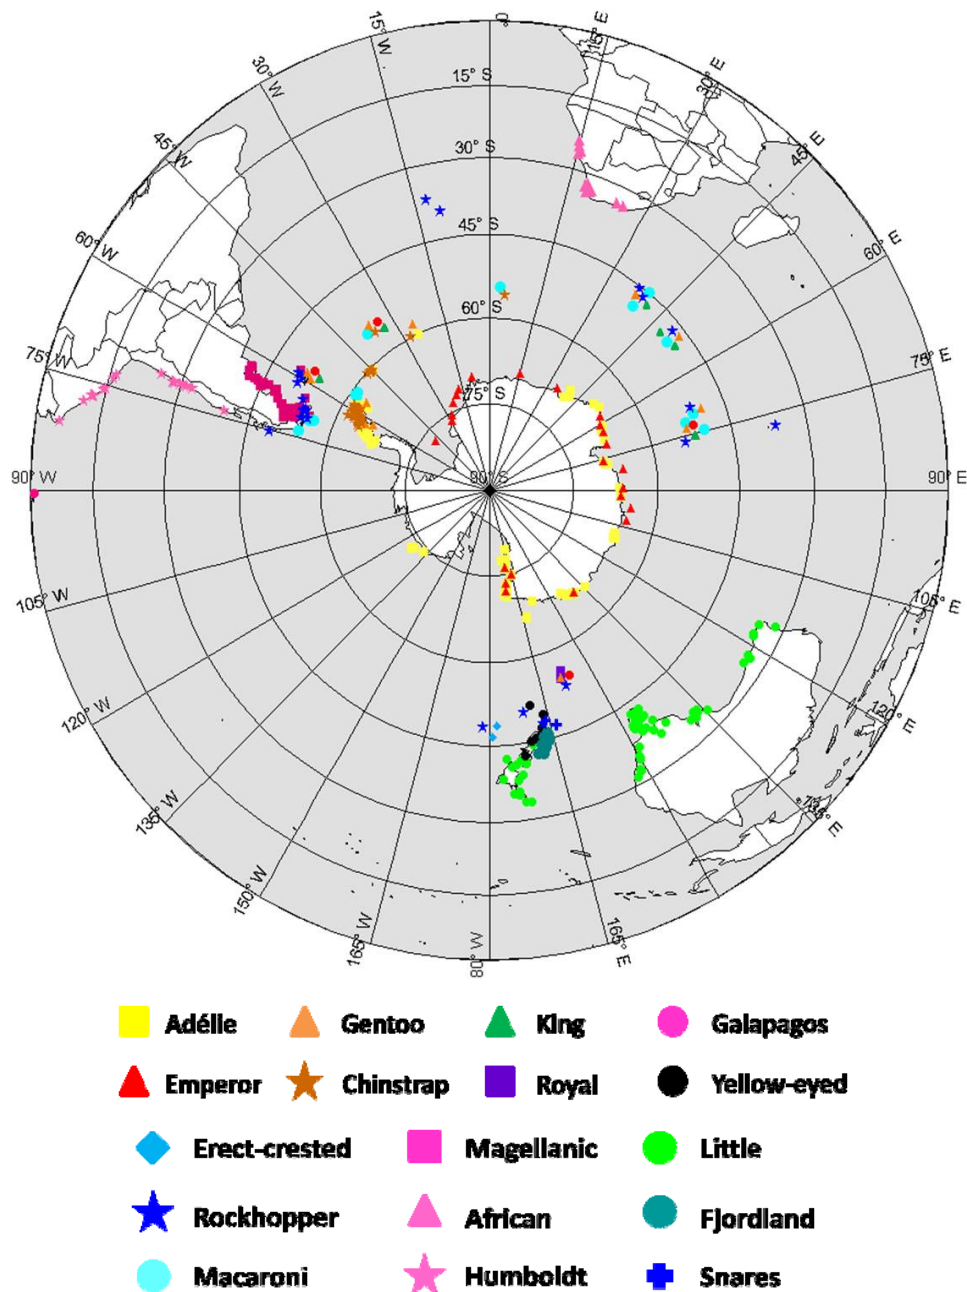 0°
15° W
15° E
30° W
30° E
15° S
45° W
45° E
30° S
60° W
60° E
45° S
60° S
75° W
75° E
75° S
90° W
90° S
90° E
105° W
105° E
120° W
120° E
135° W
135° E
150° W
165° W
165° E
80° W
Adélie Gentoo King Galapagos
Emperor Chinstrap Royal Yellow-eyed
Erect-crested Magellanic Little
Rockhopper African Fjordland
Macaroni Humboldt Snares